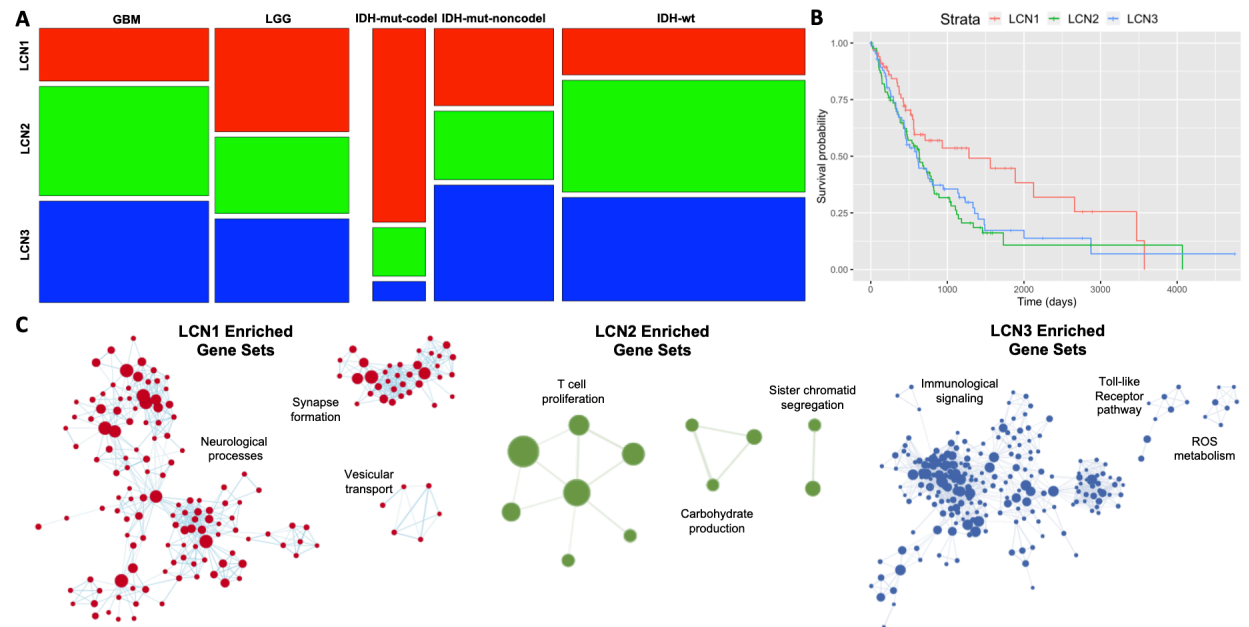 A
GBM
LGG
IDH-mut-codel
IDH-mut-noncodel
IDH-wt
LCN1
LCN2
LCN3
B
Strata LCN1 LCN2 LCN3
Survival probability
1.00
0.75
0.50
0.25
0.00
0 1000 2000 3000 4000
Time (days)
C
LCN1 Enriched
Gene Sets
Synapse
formation
Neurological
processes
Vesicular
transport
LCN2 Enriched
Gene Sets
T cell
proliferation
Sister chromatid
segregation
Carbohydrate
production
LCN3 Enriched
Gene Sets
Immunological
signaling
Toll-like
Receptor
pathway
ROS
metabolism